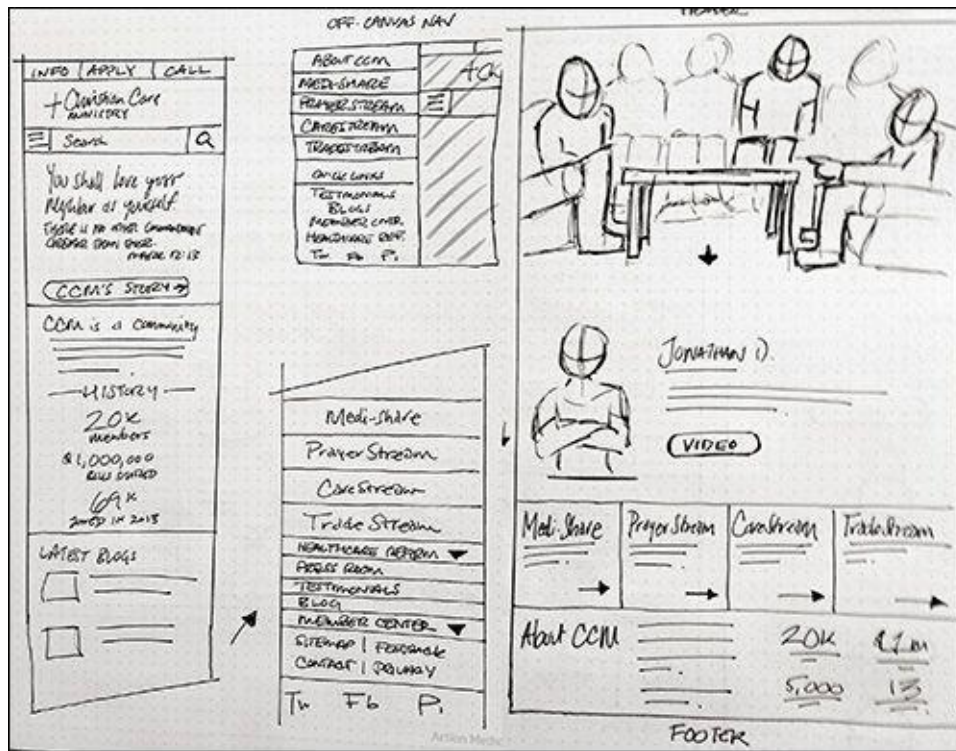 OFF-CANVAS NAV
HEADER
INFO | APPLY | CALL
Christian Care
MINISTRY
Search
You shall love your
neighbor as yourself.
THERE IS NO OTHER COMMANDMENT
GREATER THAN THESE.
MARK 12:13
CCM'S STORY →
CCM is a community
HISTORY
20K
members
$1,000,000
BILLS SHARED
69K
IN 2013
LATEST BLOGS
ABOUT CCM
MEDI-SHARE
PRAYERSTREAM
CARESTREAM
TRADESTREAM
QUICK LINKS
TESTIMONIALS
BLOGS
MEMBER CENTER
HEALTHCARE REF.
Tw Fb P.
Medi-Share
PrayerStream
CareStream
TradeStream
HEALTHCARE REFORM
PRESS ROOM
TESTIMONIALS
BLOG
MEMBER CENTER
SITEMAP | FEEDBACK
CONTACT | PRIVACY
Tw Fb P.
JONATHAN D.
VIDEO
Medi-Share PrayerStream CareStream TradeStream
About CCM
20K $1m
5,000 13
FOOTER
Action Method